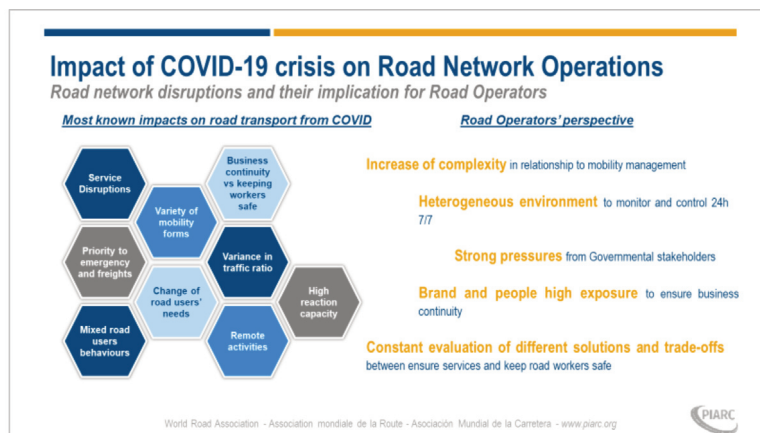 Impact of COVID-19 crisis on Road Network Operations
Road network disruptions and their implication for Road Operators
Most known impacts on road transport from COVID
Service
Disruptions
Business
continuity
vs keeping
workers
safe
Variety of
mobility
forms
Priority to
emergency
and freights
Variance in
traffic ratio
Change of
road users'
needs
High
reaction
capacity
Mixed road
users
behaviours
Remote
activities
Road Operators' perspective
Increase of complexity in relationship to mobility management
Heterogeneous environment to monitor and control 24h
7/7
Strong pressures from Governmental stakeholders
Brand and people high exposure to ensure business
continuity
Constant evaluation of different solutions and trade-offs
between ensure services and keep road workers safe
World Road Association - Association mondiale de la Route - Asociación Mundial de la Carretera - www.piarc.org
PIARC